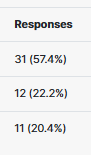 Responses
31 (57.4%)
12 (22.2%)
11 (20.4%)